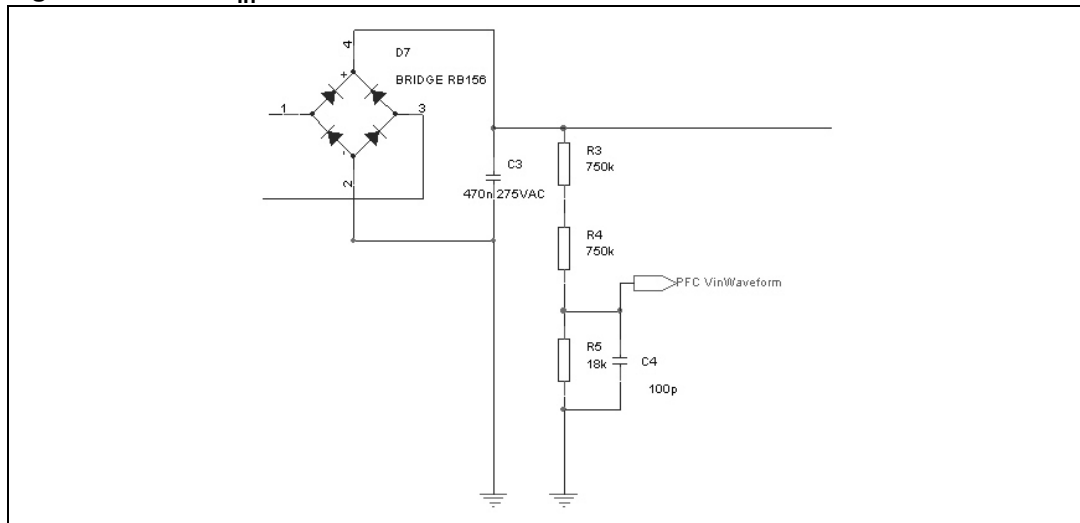 4
D7
BRIDGE RB156
+
1
3
-
2
C3
470n 275VAC
R3
750k
R4
750k
PFC VinWaveform
R5
18k
C4
100p